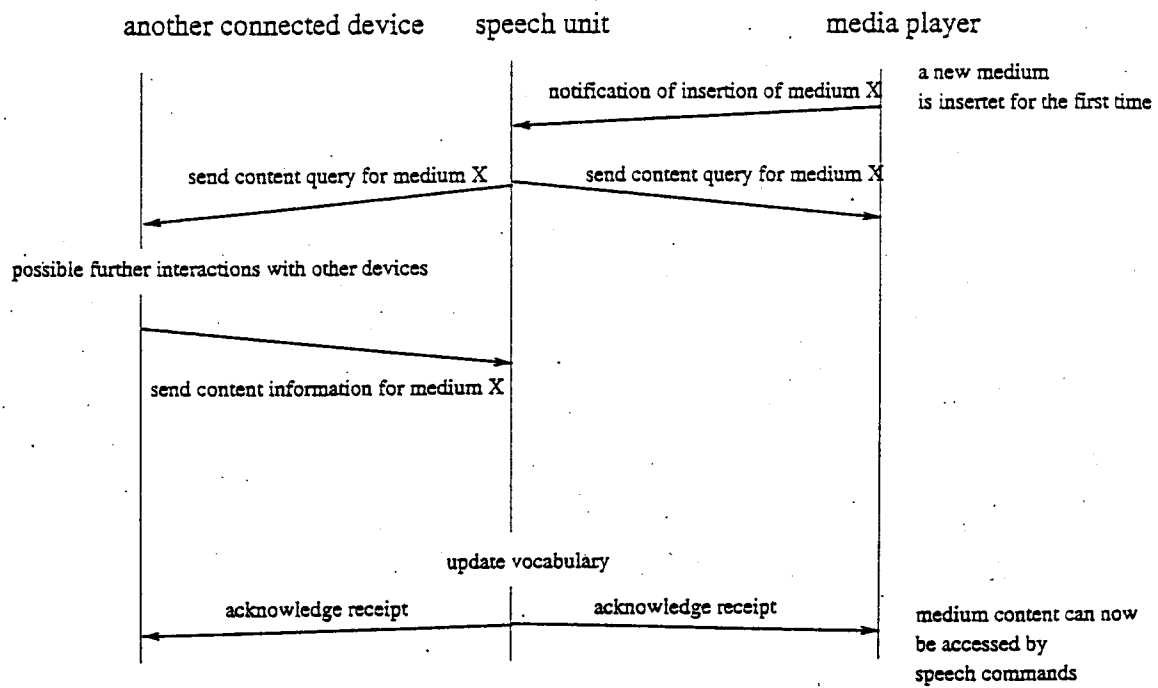 another connected device speech unit media player
a new medium
is insertet for the first time
notification of insertion of medium X
send content query for medium X send content query for medium X
possible further interactions with other devices
send content information for medium X
update vocabulary
acknowledge receipt acknowledge receipt
medium content can now
be accessed by
speech commands